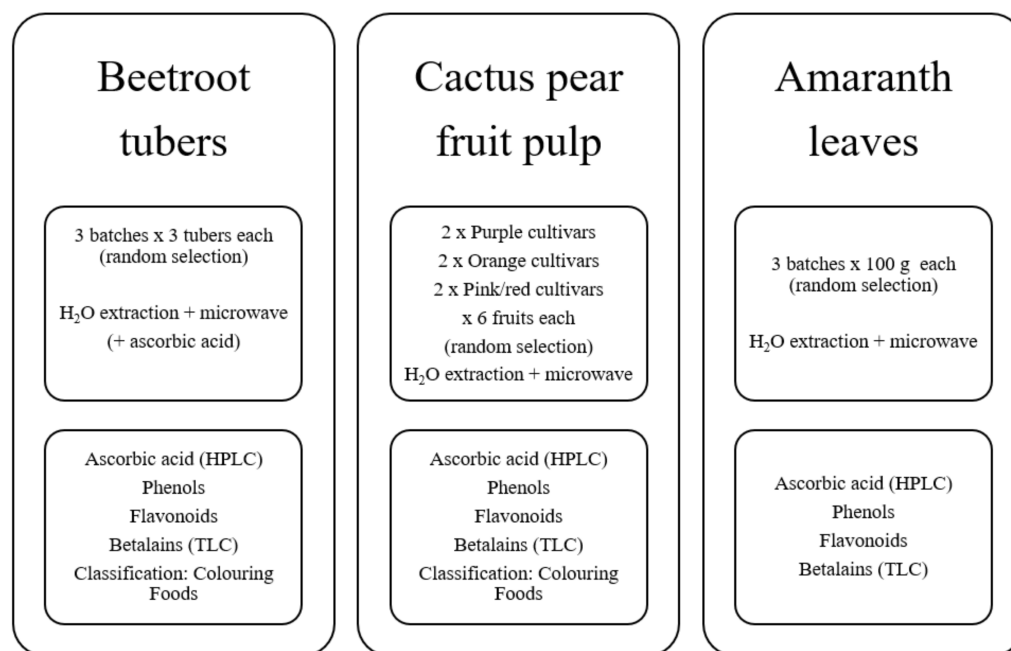 Beetroot
tubers
3 batches x 3 tubers each
(random selection)
H₂O extraction + microwave
(+ ascorbic acid)
Ascorbic acid (HPLC)
Phenols
Flavonoids
Betalains (TLC)
Classification: Colouring
Foods
Cactus pear
fruit pulp
2 x Purple cultivars
2 x Orange cultivars
2 x Pink/red cultivars
x 6 fruits each
(random selection)
H₂O extraction + microwave
Ascorbic acid (HPLC)
Phenols
Flavonoids
Betalains (TLC)
Classification: Colouring
Foods
Amaranth
leaves
3 batches x 100 g each
(random selection)
H₂O extraction + microwave
Ascorbic acid (HPLC)
Phenols
Flavonoids
Betalains (TLC)